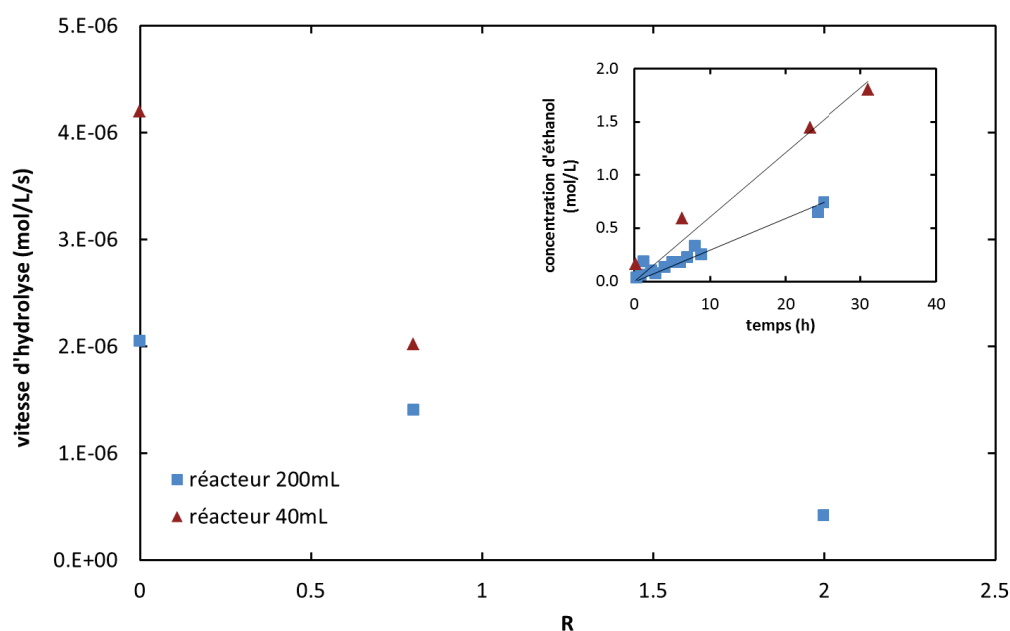 5.E-06
4.E-06
3.E-06
2.E-06
1.E-06
0.E+00
vitesse d'hydrolyse (mol/L/s)
0
0.5
1
1.5
2
2.5
R
réacteur 200mL
réacteur 40mL
2.0
1.5
1.0
0.5
0.0
concentration d'éthanol
(mol/L)
0
10
20
30
40
temps (h)